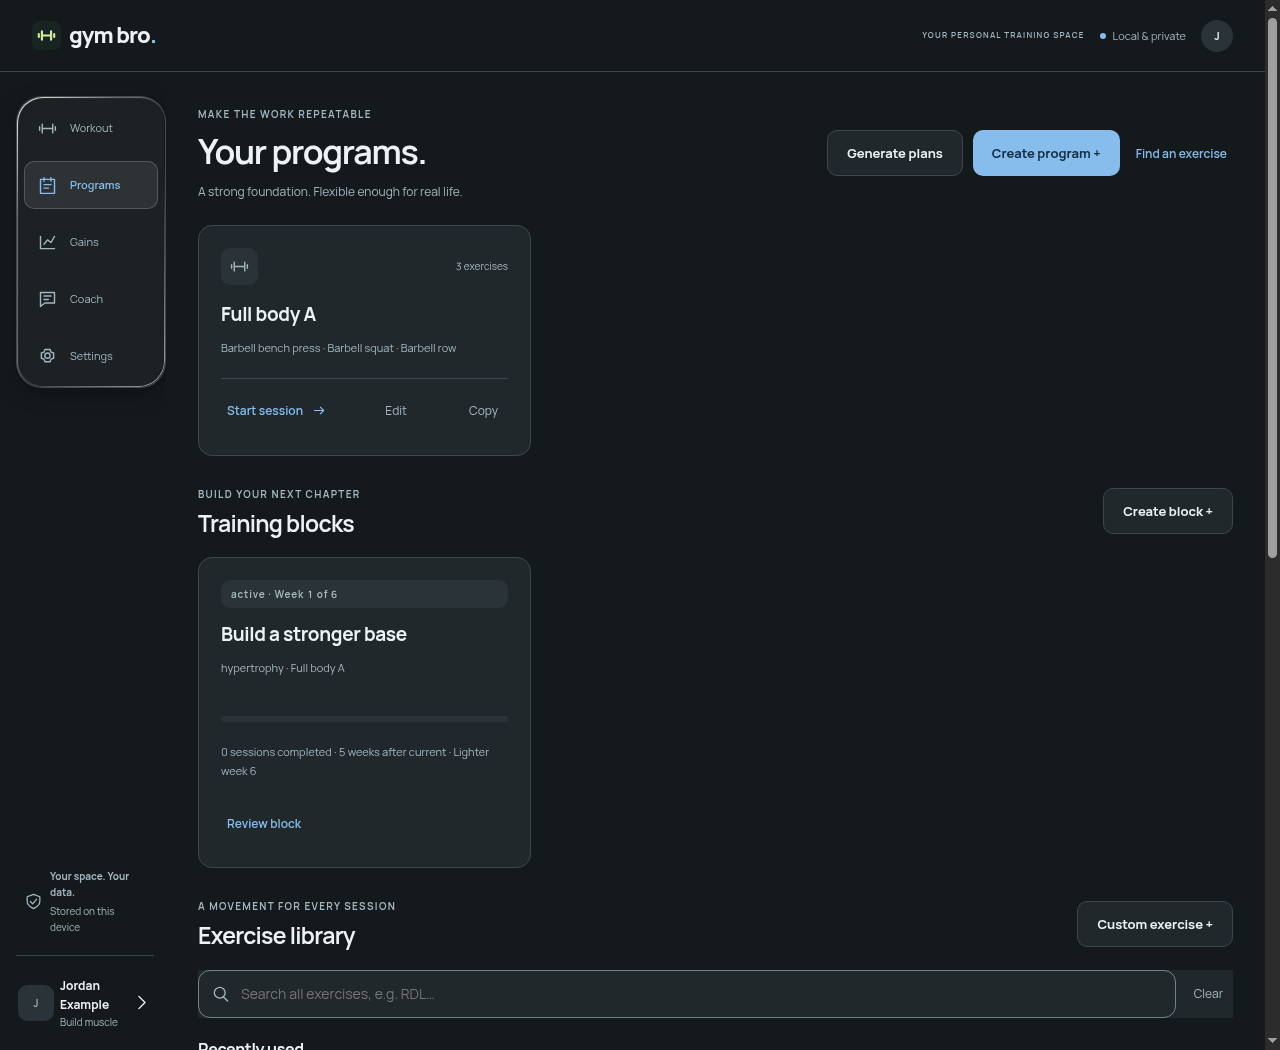 gym bro.
YOUR PERSONAL TRAINING SPACE
Local & private
J
Workout
Programs
Gains
Coach
Settings
MAKE THE WORK REPEATABLE
Your programs.
A strong foundation. Flexible enough for real life.
Generate plans
Create program +
Find an exercise
3 exercises
Full body A
Barbell bench press · Barbell squat · Barbell row
Start session →
Edit
Copy
BUILD YOUR NEXT CHAPTER
Training blocks
Create block +
active · Week 1 of 6
Build a stronger base
hypertrophy · Full body A
0 sessions completed · 5 weeks after current · Lighter
week 6
Review block
A MOVEMENT FOR EVERY SESSION
Exercise library
Custom exercise +
Search all exercises, e.g. RDL...
Clear
Recently used
Your space. Your
data.
Stored on this
device
J
Jordan
Example
Build muscle